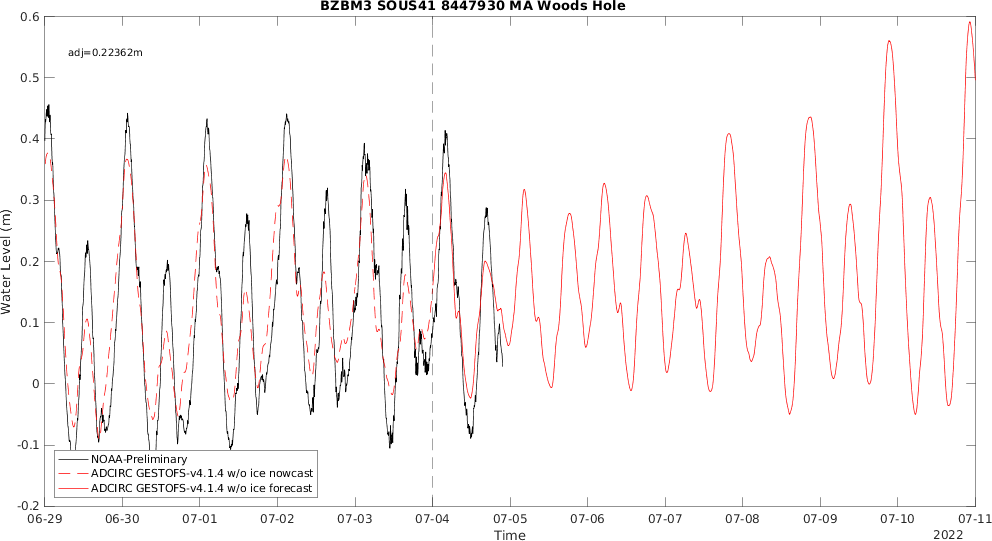 BZBM3 SOUS41 8447930 MA Woods Hole
adj=0.22362m
Water Level (m)
0.6
0.5
0.4
0.3
0.2
0.1
0
-0.1
-0.2
NOAA-Preliminary
ADCIRC GESTOFS-v4.1.4 w/o ice nowcast
ADCIRC GESTOFS-v4.1.4 w/o ice forecast
06-29 06-30 07-01 07-02 07-03 07-04 07-05 07-06 07-07 07-08 07-09 07-10 07-11
Time
2022